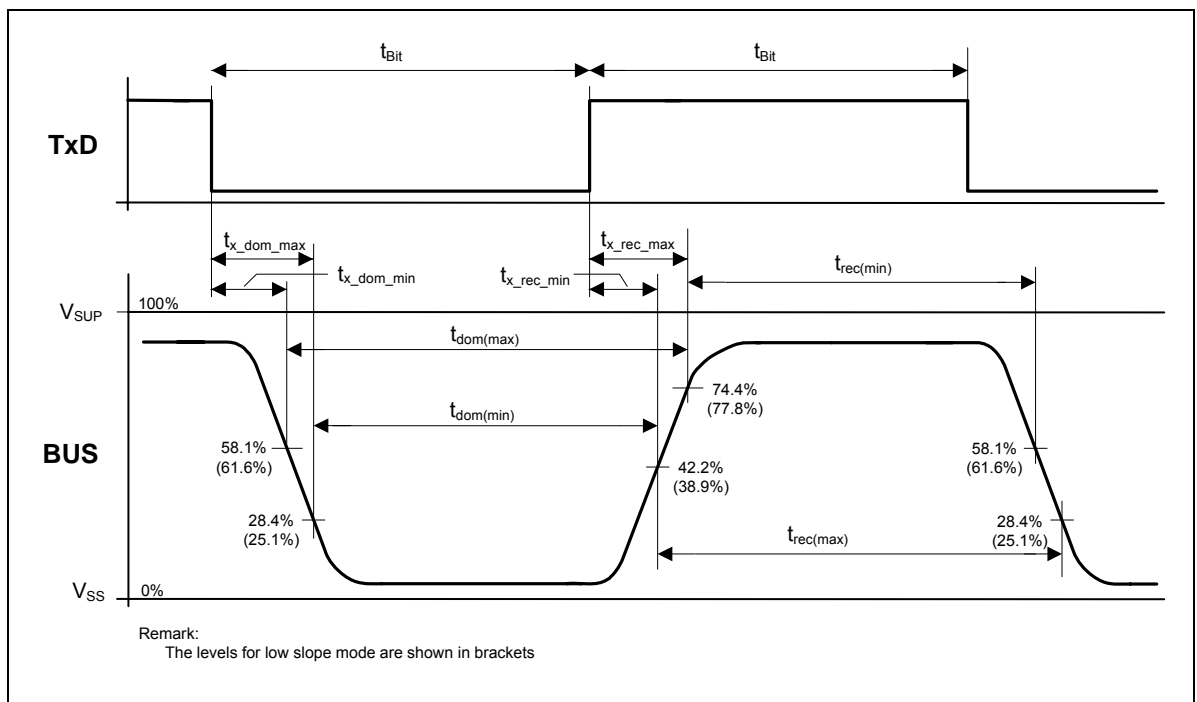 tBit
tBit
TxD
tx_dom_max
tx_rec_max
tx_dom_min
tx_rec_min
trec(min)
VSUP
100%
tdom(max)
74.4%
(77.8%)
tdom(min)
BUS
58.1%
(61.6%)
42.2%
(38.9%)
58.1%
(61.6%)
28.4%
(25.1%)
trec(max)
28.4%
(25.1%)
VSS
0%
Remark:
The levels for low slope mode are shown in brackets